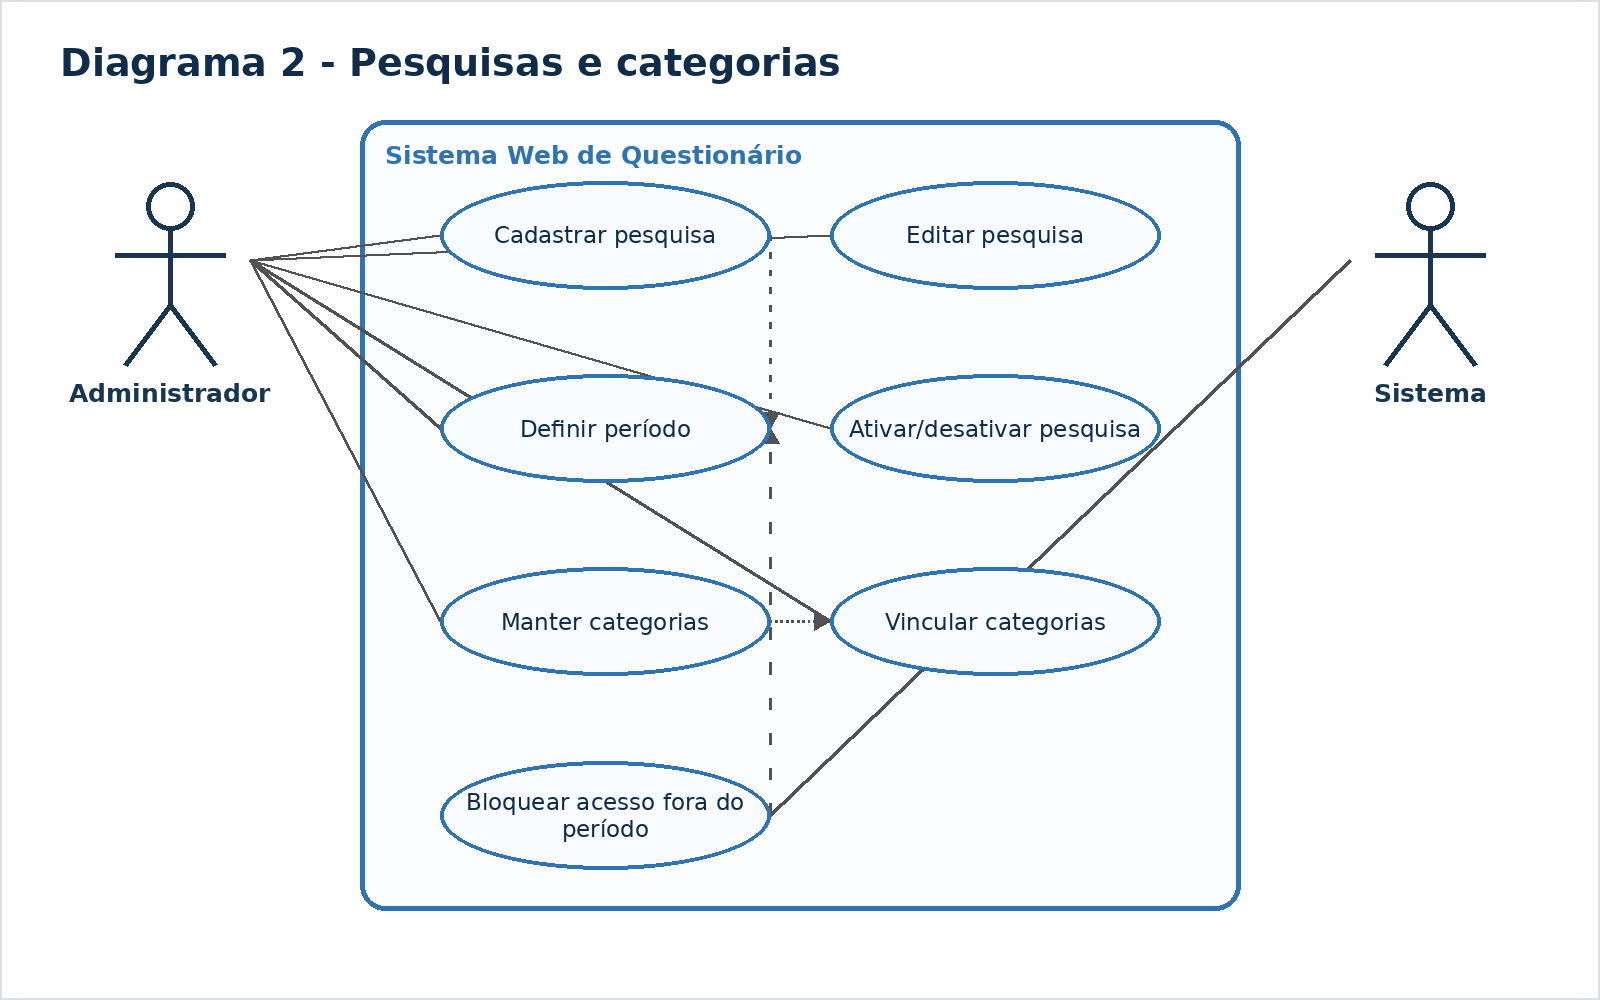 Diagrama 2 - Pesquisas e categorias
Sistema Web de Questionário
Cadastrar pesquisa
Editar pesquisa
Administrador
Sistema
Definir período
Ativar/desativar pesquisa
Manter categorias
Vincular categorias
Bloquear acesso fora do
período